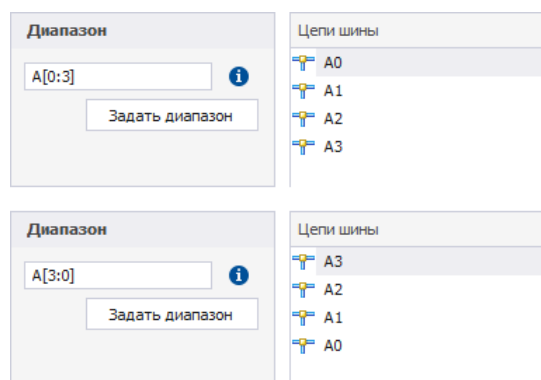 Диапазон
A[0:3]
Задать диапазон
Цепи шины
A0
A1
A2
A3
Диапазон
A[3:0]
Задать диапазон
Цепи шины
A3
A2
A1
A0